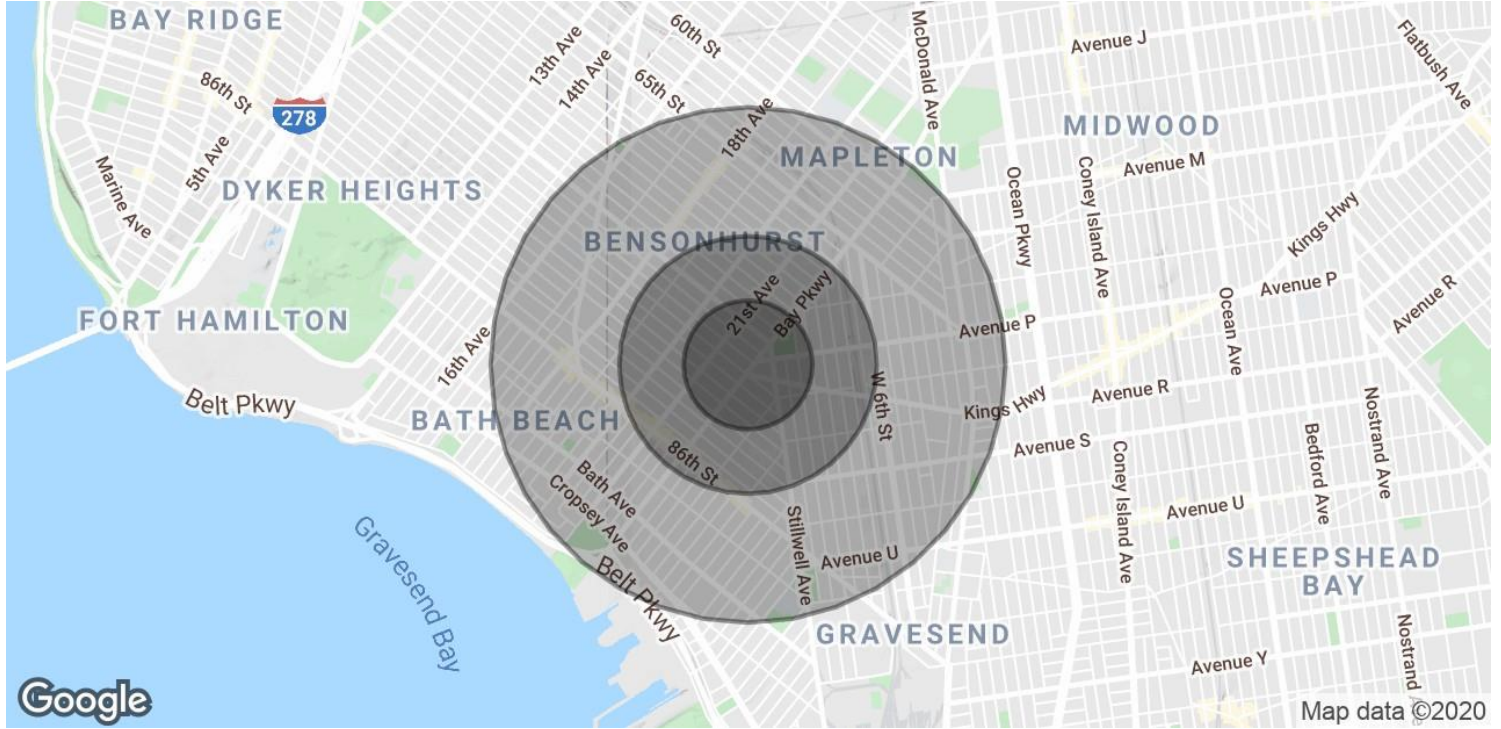 BAY RIDGE
60th St
McDonald Ave
Avenue J
Flatbush Ave
13th Ave
14th Ave
65th St
86th St
278
18th Ave
MIDWOOD
5th Ave
MAPLETON
Avenue M
Marine Ave
DYKER HEIGHTS
Ocean Pkwy
Coney Island Ave
Kings Hwy
BENSONHURST
21st Ave
Bay Pkwy
Avenue P
Avenue R
FORT HAMILTON
Avenue P
Ocean Ave
16th Ave
Belt Pkwy
W 6th St
Kings Hwy
Avenue R
BATH BEACH
Avenue S
Nostrand Ave
86th St
Bedford Ave
Coney Island Ave
Bath Ave
Cropsey Ave
Avenue U
Stillwell Ave
Avenue U
SHEEPSHEAD
BAY
Gravesend Bay
Belt Pkwy
GRAVESEND
Nostrand Ave
Avenue Y
Google
Map data ©2020